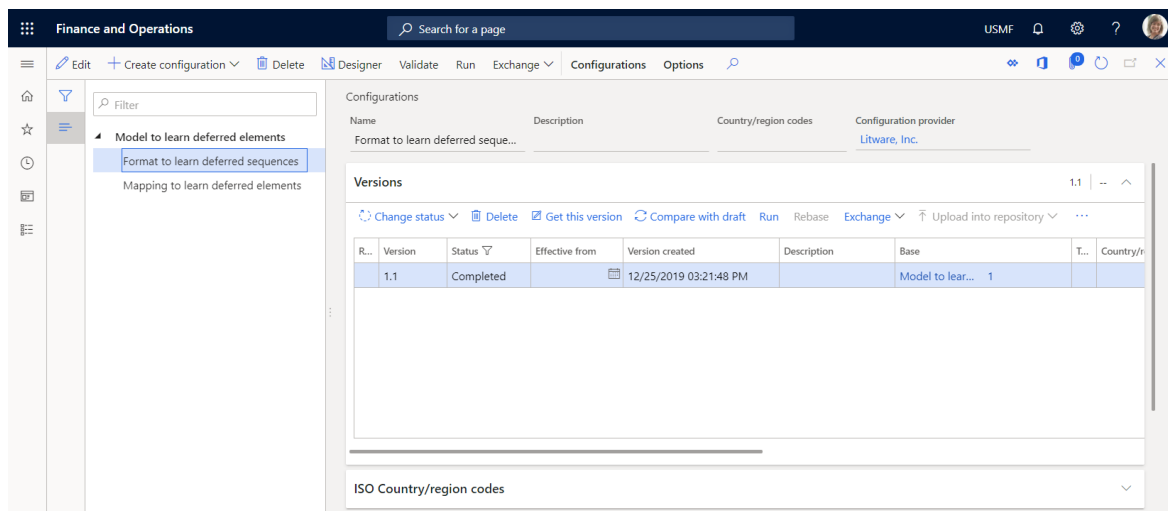 Finance and Operations Search for a page USMF ?
Edit Create configuration Delete Designer Validate Run Exchange Configurations Options 0
Filter
Model to learn deferred elements
Format to learn deferred sequences
Mapping to learn deferred elements
Configurations
Name Description Country/region codes Configuration provider
Format to learn deferred seque... Litware, Inc.
Versions 1.1 --
Change status Delete Get this version Compare with draft Run Rebase Exchange Upload into repository ...
R... Version Status Effective from Version created Description Base T... Country/r
1.1 Completed 12/25/2019 03:21:48 PM Model to lear... 1
ISO Country/region codes